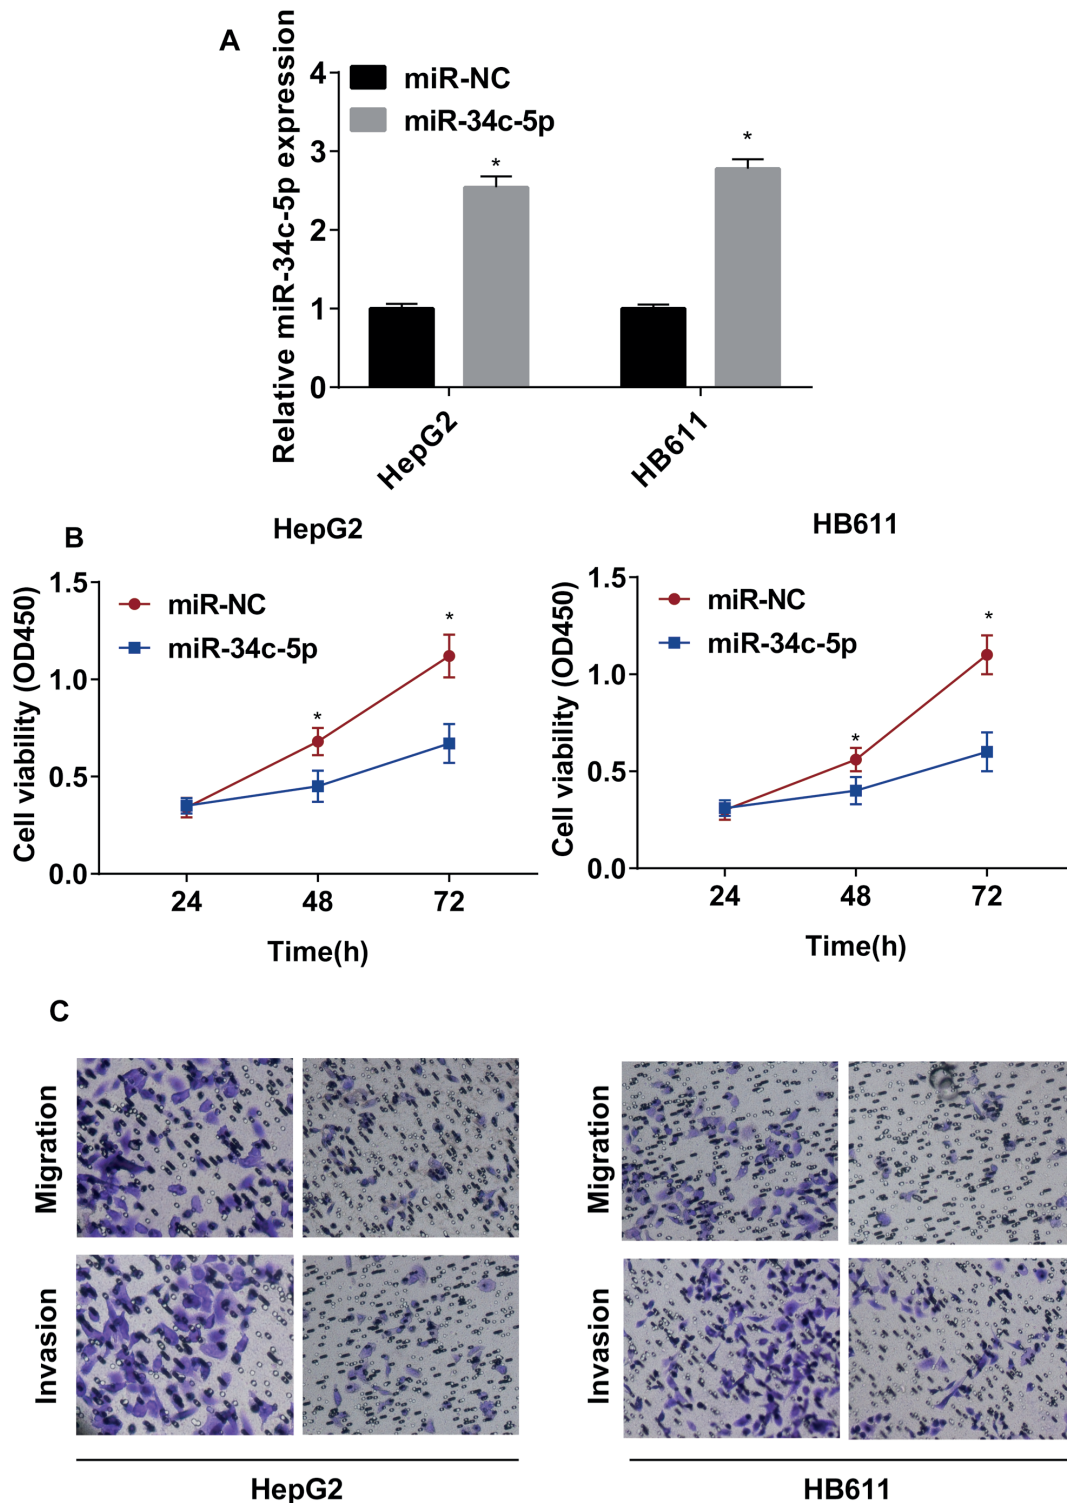 A
Relative miR-34c-5p expression
4
3
2
1
0
miR-NC
miR-34c-5p
*
*
HepG2
HB611
B
HepG2
Cell viability (OD450)
1.5
1.0
0.5
0.0
miR-NC
miR-34c-5p
*
*
24
48
72
Time(h)
HB611
Cell viability (OD450)
1.5
1.0
0.5
0.0
miR-NC
miR-34c-5p
*
*
24
48
72
Time(h)
C
Migration
Invasion
HepG2
Migration
Invasion
HB611